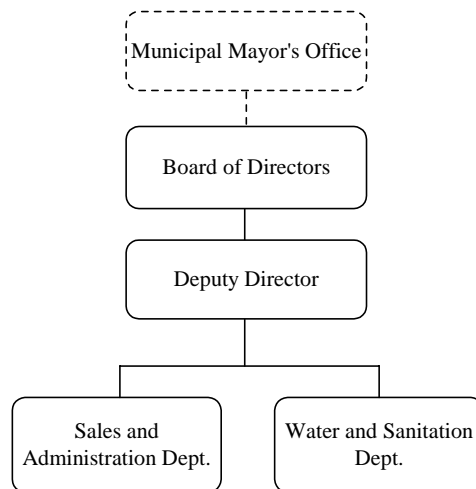 Municipal Mayor's Office
Board of Directors
Deputy Director
Sales and
Administration Dept.
Water and Sanitation
Dept.